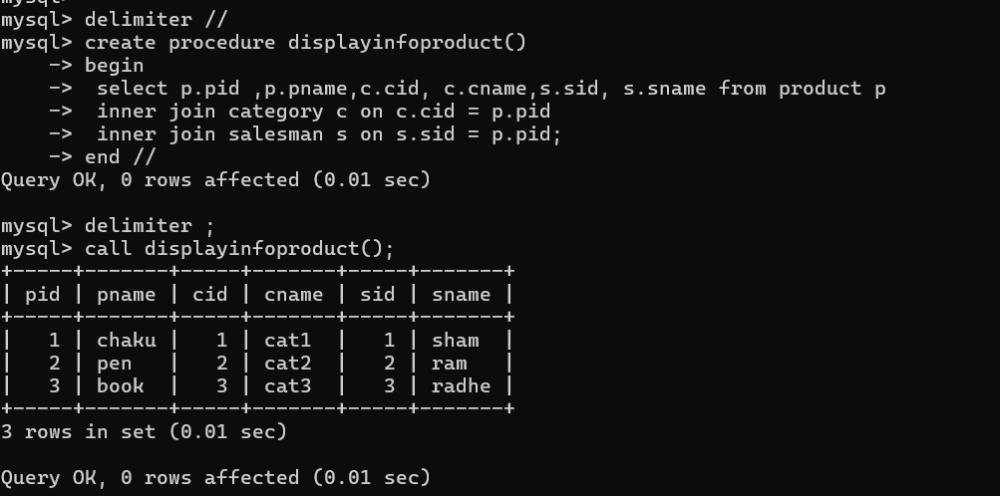 mysql> delimiter //
mysql> create procedure displayinfoproduct()
    -> begin
    ->  select p.pid ,p.pname,c.cid, c.cname,s.sid, s.sname from product p
    ->  inner join category c on c.cid = p.pid
    ->  inner join salesman s on s.sid = p.pid;
    -> end //
Query OK, 0 rows affected (0.01 sec)

mysql> delimiter ;
mysql> call displayinfoproduct();
+-----+-------+-----+-------+-----+-------+
| pid | pname | cid | cname | sid | sname |
+-----+-------+-----+-------+-----+-------+
|   1 | chaku |   1 | cat1  |   1 | sham  |
|   2 | pen   |   2 | cat2  |   2 | ram   |
|   3 | book  |   3 | cat3  |   3 | radhe |
+-----+-------+-----+-------+-----+-------+
3 rows in set (0.01 sec)

Query OK, 0 rows affected (0.01 sec)